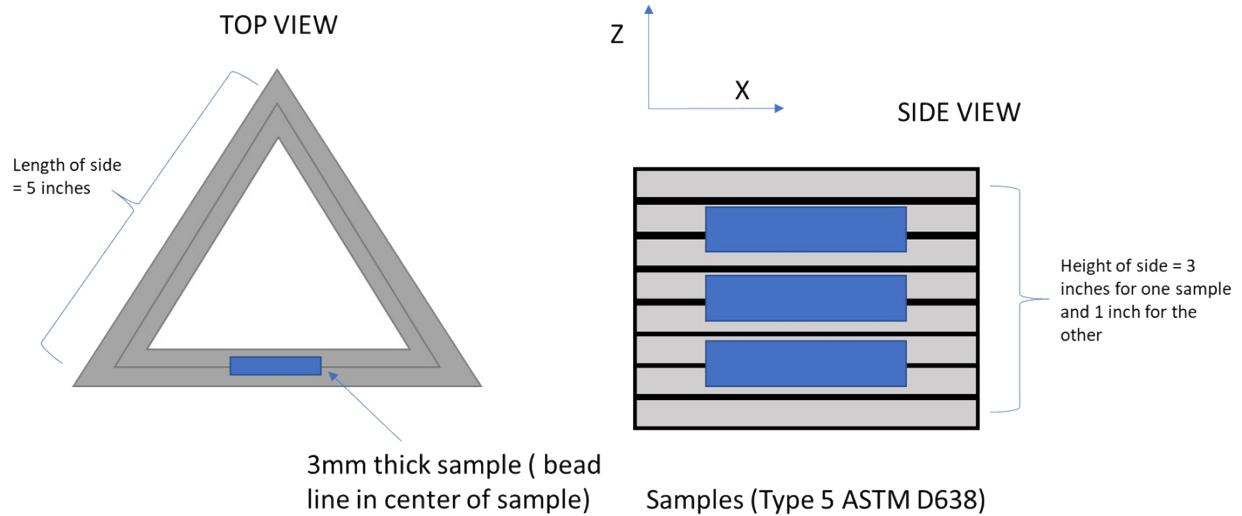 TOP VIEW
Z
X
SIDE VIEW
Length of side
= 5 inches
Height of side = 3
inches for one sample
and 1 inch for the
other
3mm thick sample ( bead
line in center of sample)
Samples (Type 5 ASTM D638)